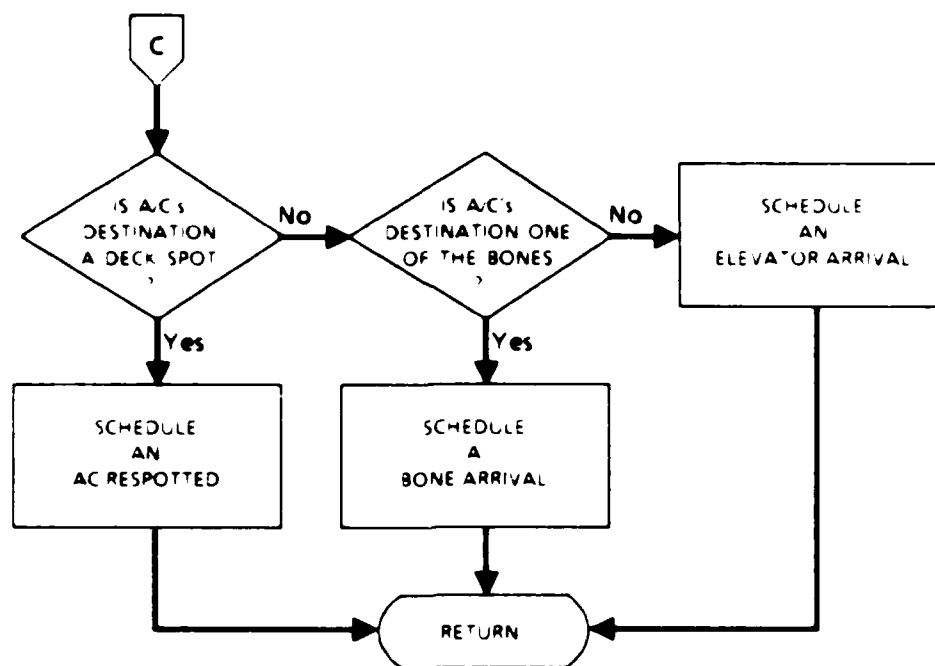 C
IS A/C's
DESTINATION
A DECK SPOT
?
No
IS A/C's
DESTINATION ONE
OF THE BONES
?
No
SCHEDULE
AN
ELEVATOR ARRIVAL
Yes
Yes
SCHEDULE
AN
AC RESPOTTED
SCHEDULE
A
BONE ARRIVAL
RETURN